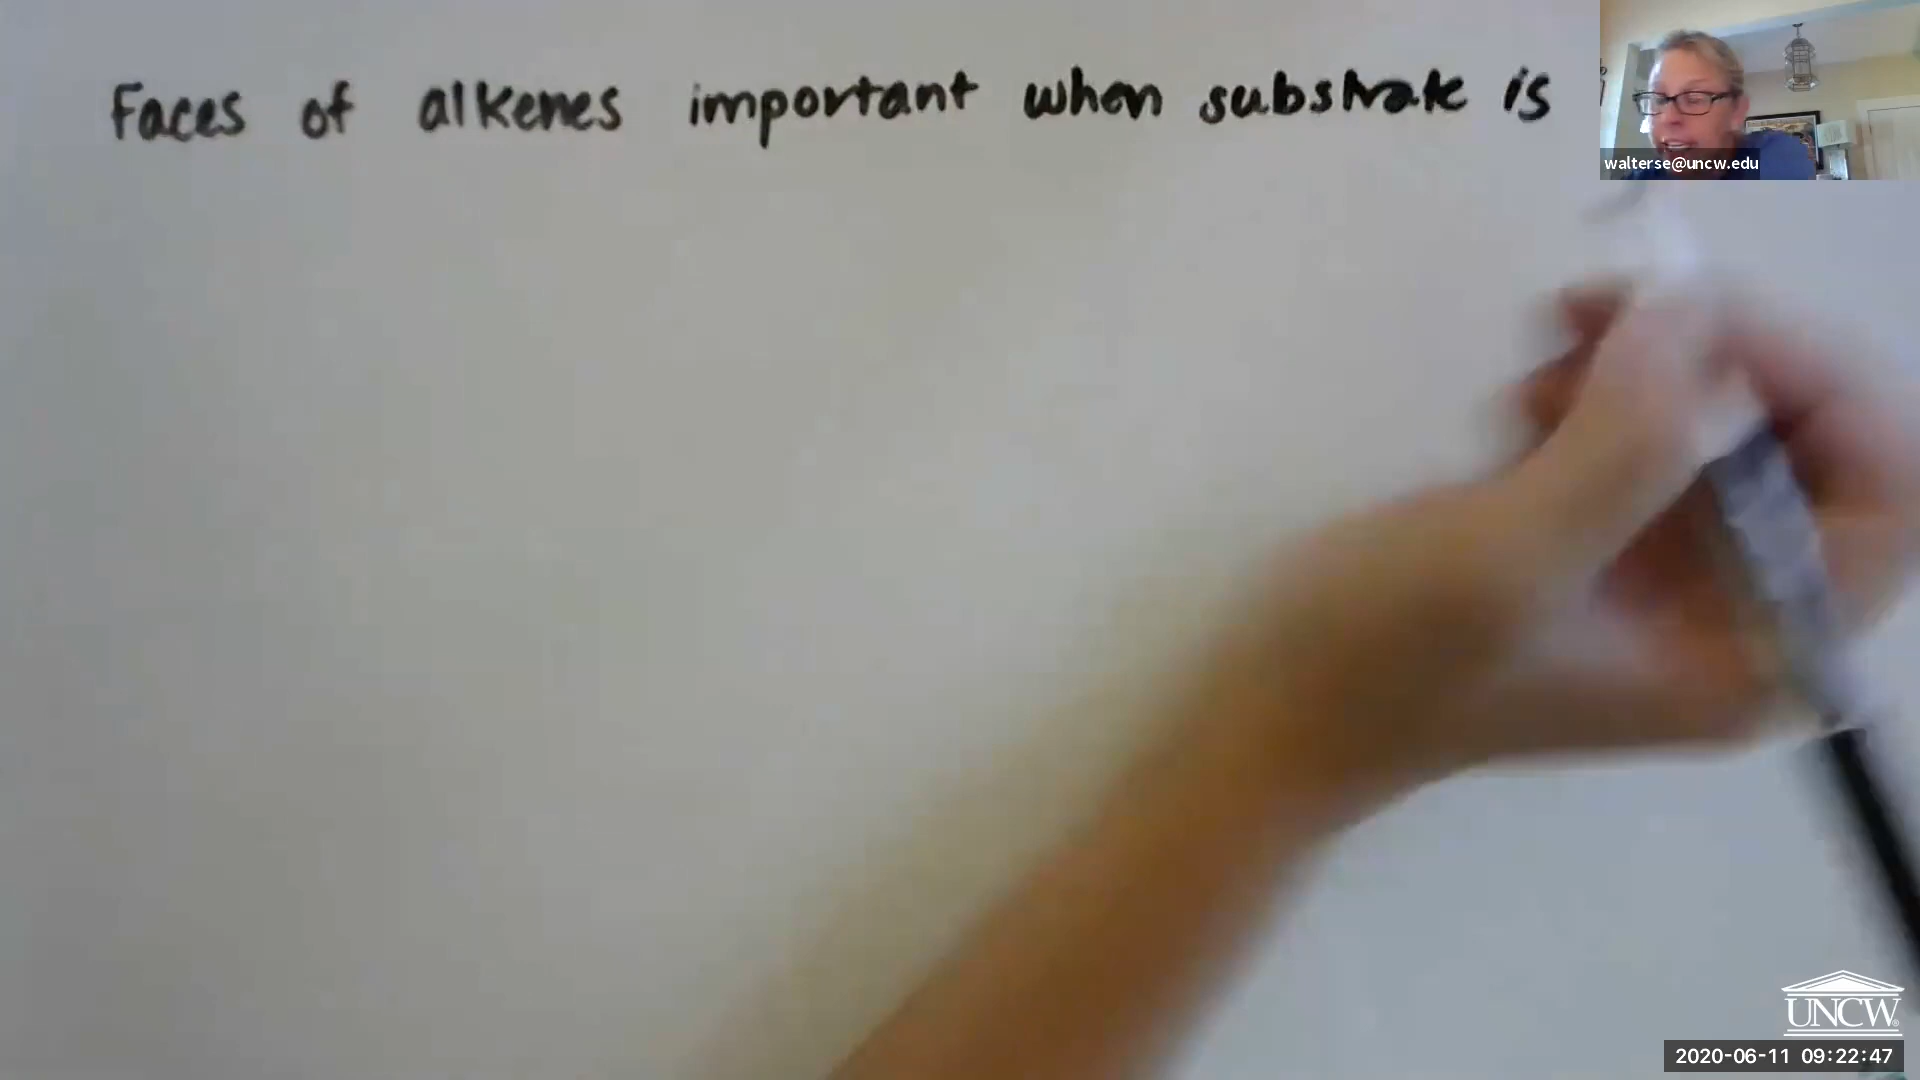 Faces of alkenes important when substrate is
walterse@uncw.edu
UNCW
2020-06-11 09:22:47